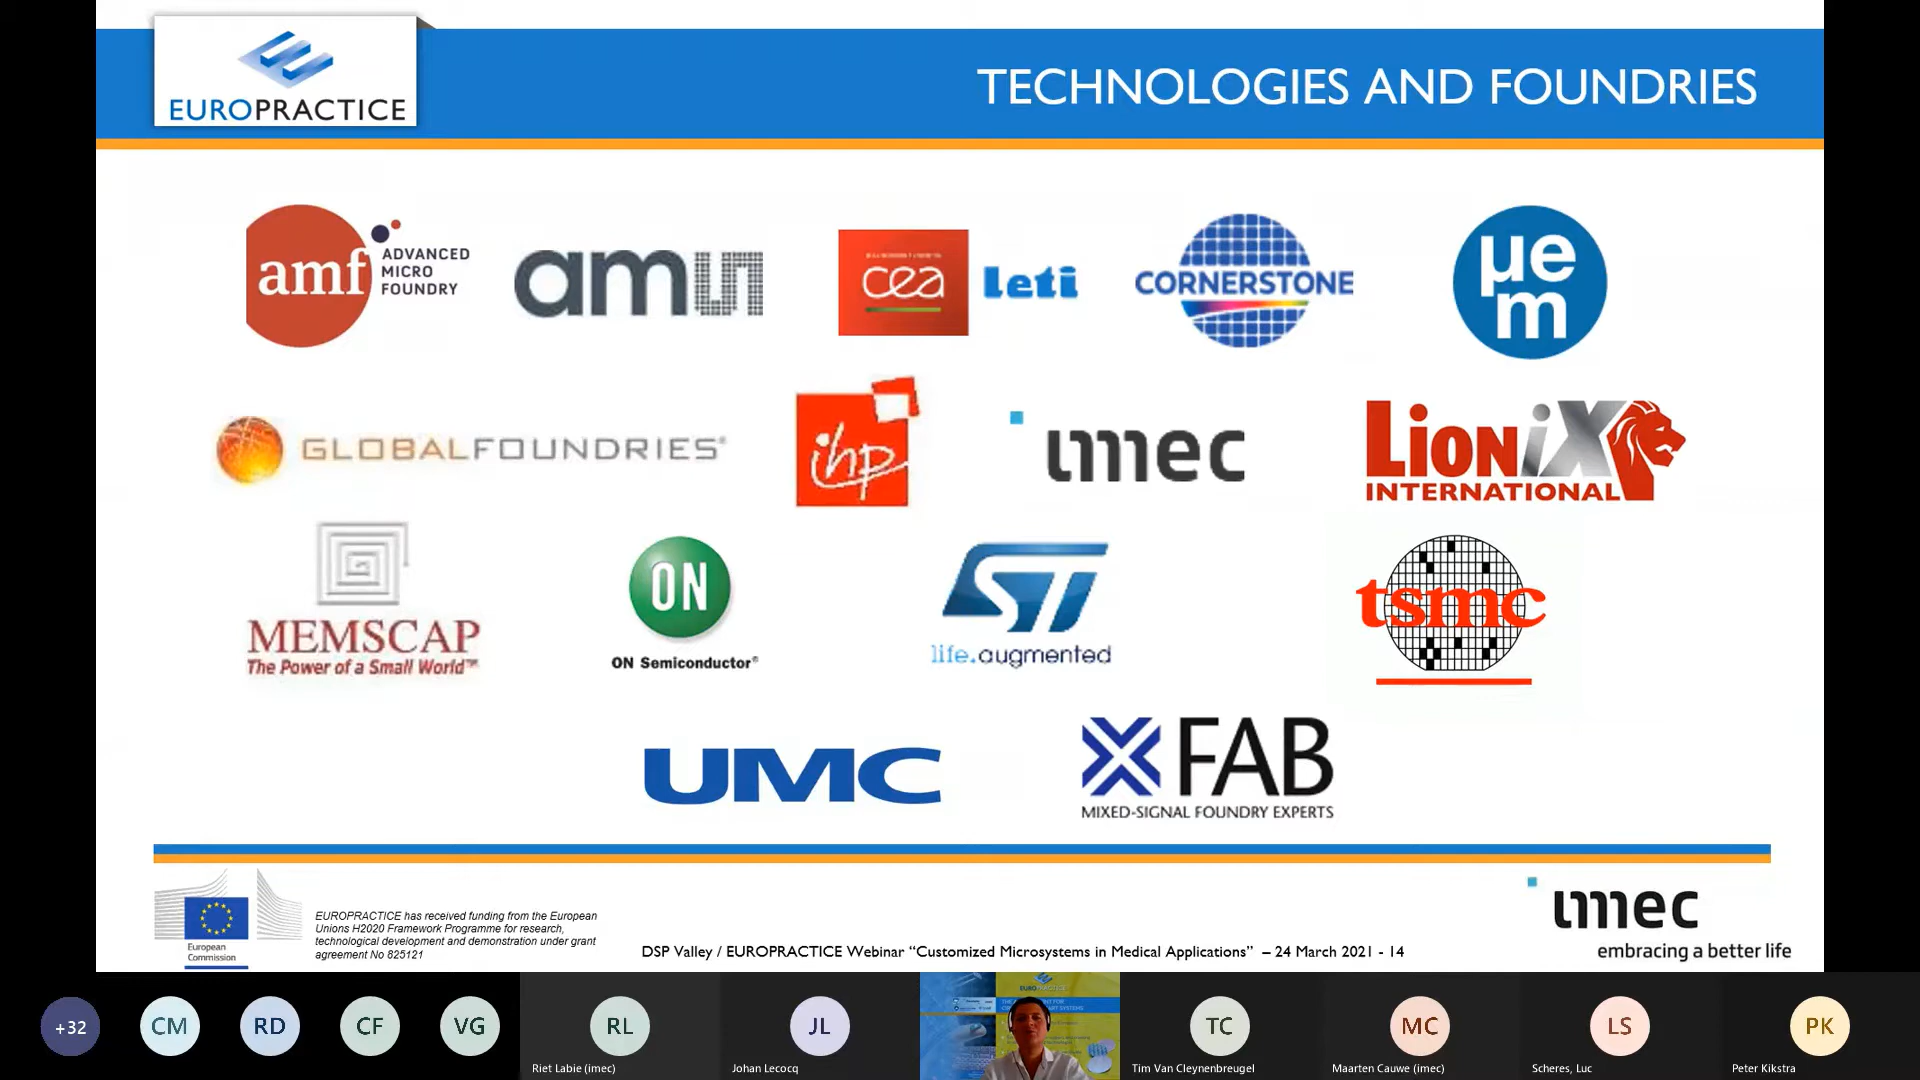 EUROPRACTICE
TECHNOLOGIES AND FOUNDRIES
amf
ADVANCED
MICRO
FOUNDRY
amu
cea
leti
CORNERSTONE
µe
m
GLOBALFOUNDRIES®
ihp
imec
LioniX
INTERNATIONAL
MEMSCAP
The Power of a Small World™
ON
ON Semiconductor®
ST
life.augmented
tsmc
UMC
XFAB
MIXED-SIGNAL FOUNDRY EXPERTS
European
Commission
EUROPRACTICE has received funding from the European
Unions H2020 Framework Programme for research,
technological development and demonstration under grant
agreement No 825121
DSP Valley / EUROPRACTICE Webinar “Customized Microsystems in Medical Applications” – 24 March 2021 - 14
imec
embracing a better life
+32
CM
RD
CF
VG
RL
Riet Labie (imec)
JL
Johan Lecocq
TC
Tim Van Cleynenbreugel
MC
Maarten Cauwe (imec)
LS
Scheres, Luc
PK
Peter Kikstra